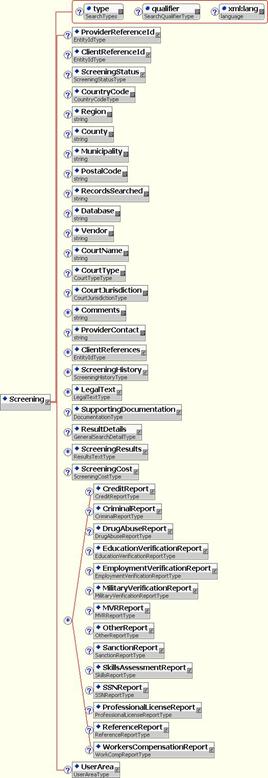 type qualifier xml:lang
SearchTypes SearchQualifierType language
ProviderReferenceId
EntityIdType
ClientReferenceId
EntityIdType
ScreeningStatus
ScreeningStatusType
CountryCode
CountryCodeType
Region
string
County
string
Municipality
string
PostalCode
string
RecordsSearched
string
Database
string
Vendor
string
CourtName
string
CourtType
CourtTypeType
CourtJurisdiction
CourtJurisdictionType
Comments
string
ProviderContact
string
ClientReferences
EntityIdType
ScreeningHistory
ScreeningHistoryType
LegalText
LegalTextType
Screening
SupportingDocumentation
DocumentationType
ResultDetails
GeneralSearchDetailType
ScreeningResults
ResultsTextType
ScreeningCost
ScreeningCostType
CreditReport
CreditReportType
CriminalReport
CriminalReportType
DrugAbuseReport
DrugAbuseReportType
EducationVerificationReport
EducationVerificationReportType
EmploymentVerificationReport
EmploymentVerificationReportType
MilitaryVerificationReport
MilitaryVerificationReportType
MVRReport
MVRReportType
OtherReport
OtherReportType
SanctionReport
SanctionReportType
SkillsAssessmentReport
SkillsReportType
SSNReport
SSNReportType
ProfessionalLicenseReport
ProfessionalLicenseReportType
ReferenceReport
ReferenceReportType
WorkersCompensationReport
WorkCompReportType
UserArea
UserAreaType